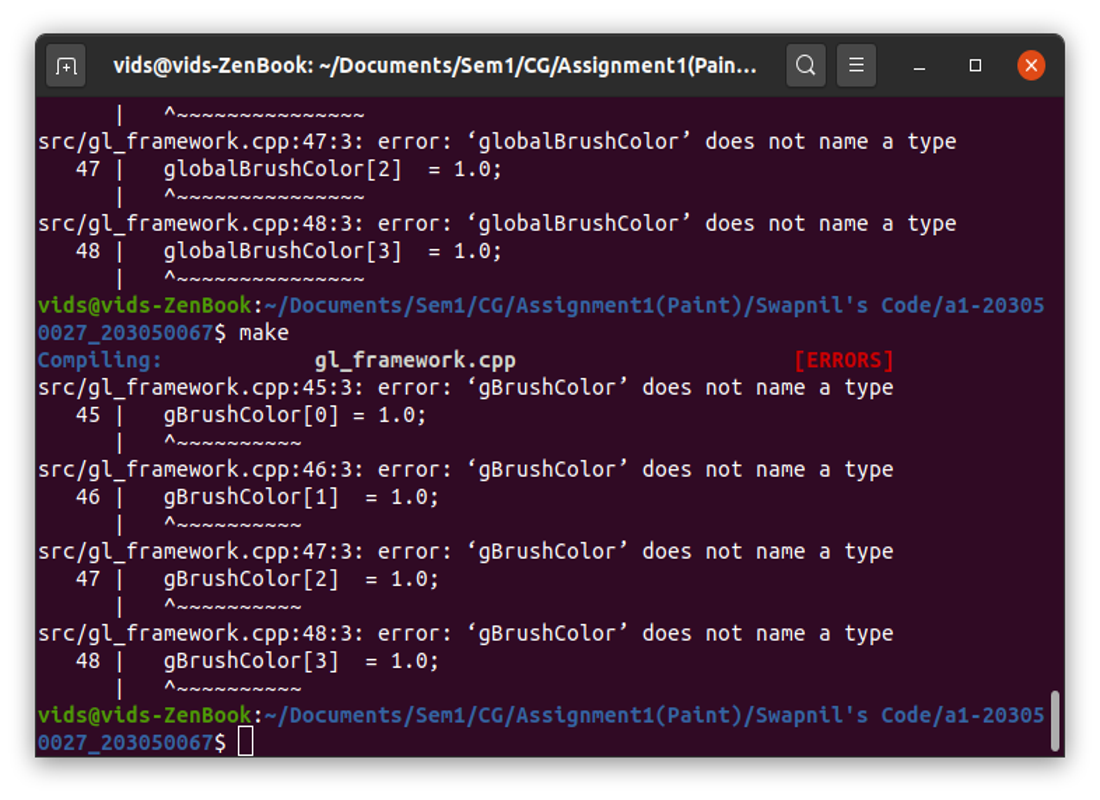 vids@vids-ZenBook: ~/Documents/Sem1/CG/Assignment1(Pain...
      |   ^~~~~~~~~~~~~~~~
src/gl_framework.cpp:47:3: error: ‘globalBrushColor’ does not name a type
   47 |   globalBrushColor[2]  = 1.0;
      |   ^~~~~~~~~~~~~~~~
src/gl_framework.cpp:48:3: error: ‘globalBrushColor’ does not name a type
   48 |   globalBrushColor[3]  = 1.0;
      |   ^~~~~~~~~~~~~~~~
vids@vids-ZenBook:~/Documents/Sem1/CG/Assignment1(Paint)/Swapnil's Code/a1-20305
0027_203050067$ make
Compiling:            gl_framework.cpp                      [ERRORS]
src/gl_framework.cpp:45:3: error: ‘gBrushColor’ does not name a type
   45 |   gBrushColor[0] = 1.0;
      |   ^~~~~~~~~~~
src/gl_framework.cpp:46:3: error: ‘gBrushColor’ does not name a type
   46 |   gBrushColor[1]  = 1.0;
      |   ^~~~~~~~~~~
src/gl_framework.cpp:47:3: error: ‘gBrushColor’ does not name a type
   47 |   gBrushColor[2]  = 1.0;
      |   ^~~~~~~~~~~
src/gl_framework.cpp:48:3: error: ‘gBrushColor’ does not name a type
   48 |   gBrushColor[3]  = 1.0;
      |   ^~~~~~~~~~~
vids@vids-ZenBook:~/Documents/Sem1/CG/Assignment1(Paint)/Swapnil's Code/a1-20305
0027_203050067$